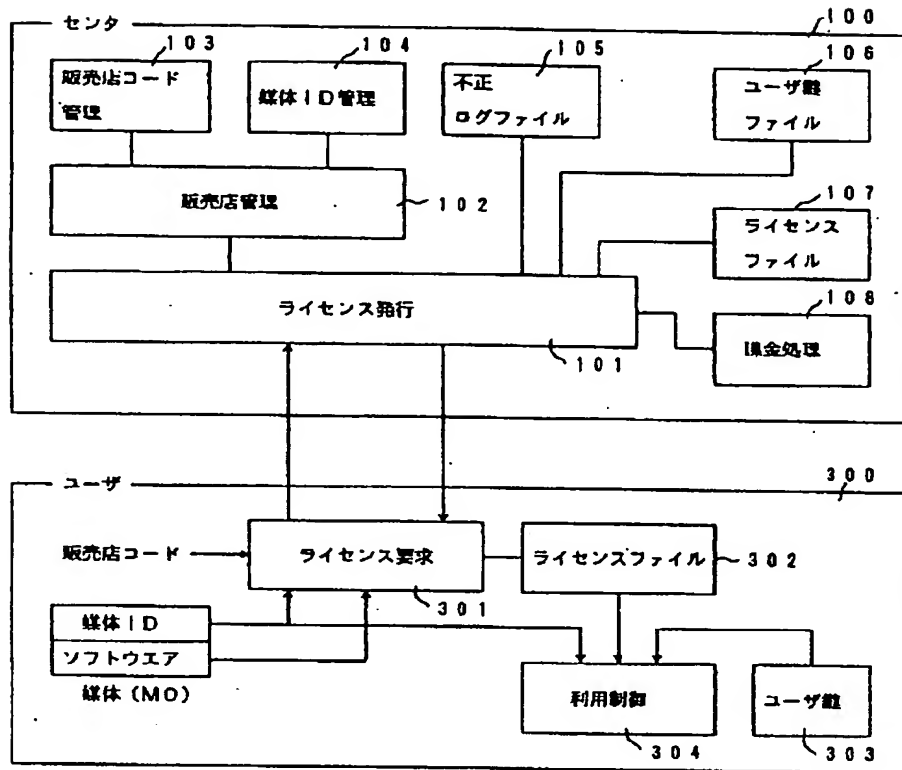 センタ
100
103
104
105
106
販売店コード
管理
媒体ID管理
不正
ログファイル
ユーザ鍵
ファイル
販売店管理
102
107
ライセンス
ファイル
ライセンス発行
101
108
課金処理
ユーザ
300
販売店コード
ライセンス要求
301
ライセンスファイル
302
媒体ID
ソフトウエア
媒体(MO)
利用制御
304
ユーザ鍵
303